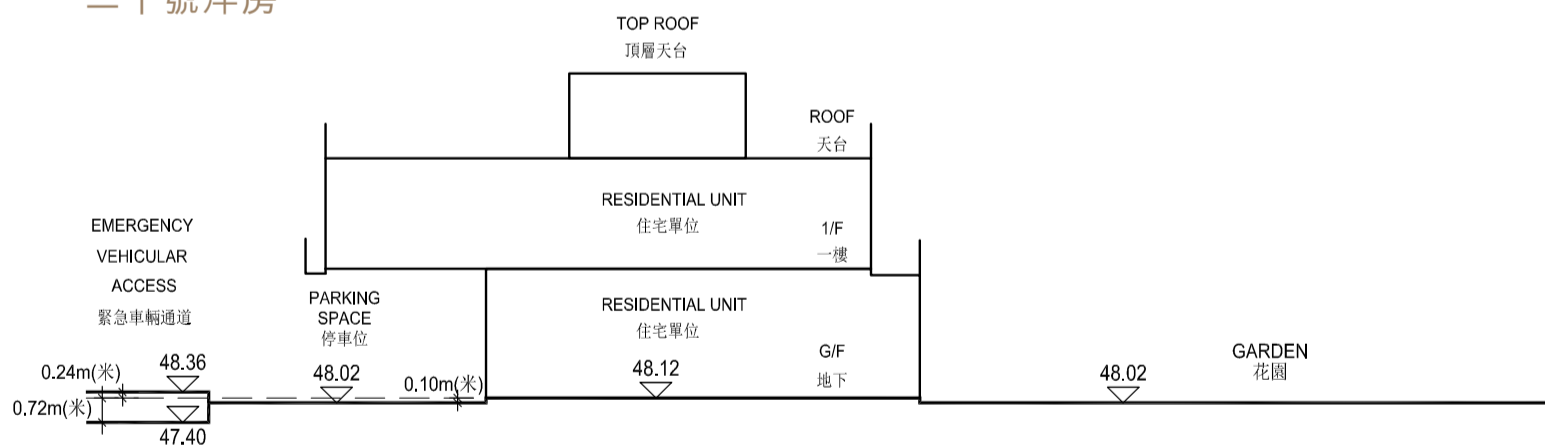 TOP ROOF
頂層天台
ROOF
天台
RESIDENTIAL UNIT
住宅單位
1/F
一樓
EMERGENCY
VEHICULAR
ACCESS
緊急車輛通道
PARKING
SPACE
停車位
RESIDENTIAL UNIT
住宅單位
G/F
地下
GARDEN
花園
0.24m(米)
48.36
48.02
0.10m(米)
48.12
48.02
0.72m(米)
47.40